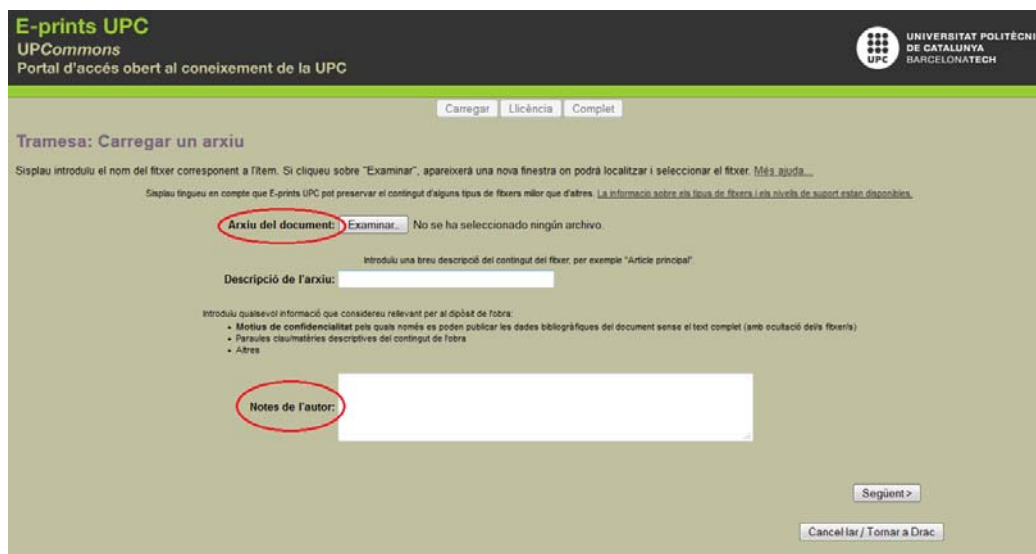 E-prints UPC
UPCommons
Portal d'accés obert al coneixement de la UPC
UPC
UNIVERSITAT POLITÈCNI
DE CATALUNYA
BARCELONATECH
Carregar
Llicència
Complet
Tramesa: Carregar un arxiu
Sisplau introduïu el nom del fitxer corresponent a l'ítem. Si cliqueu sobre "Examinar", apareixerà una nova finestra on podrà localitzar i seleccionar el fitxer. Més ajuda...
Sisplau tingueu en compte que E-prints UPC pot preservar el contingut d'alguns tipus de fitxers millor que d'altres. La informacio sobre els tipus de fitxers i els nivells de suport estan disponibles.
Arxiu del document: Examinar... No se ha seleccionado ningún archivo.
Introduïu una breu descripció del contingut del fitxer, per exemple "Article principal".
Descripció de l'arxiu:
Introduïu qualsevol informació que considereu rellevant per al dipòsit de l'obra:
• Motius de confidencialitat pels quals només es poden publicar les dades bibliogràfiques del document sense el text complet (amb ocultació del/s fitxer/s)
• Paraules clau/matèries descriptives del contingut de l'obra
• Altres
Notes de l'autor:
Següent >
Cancel·lar / Tornar a Drac